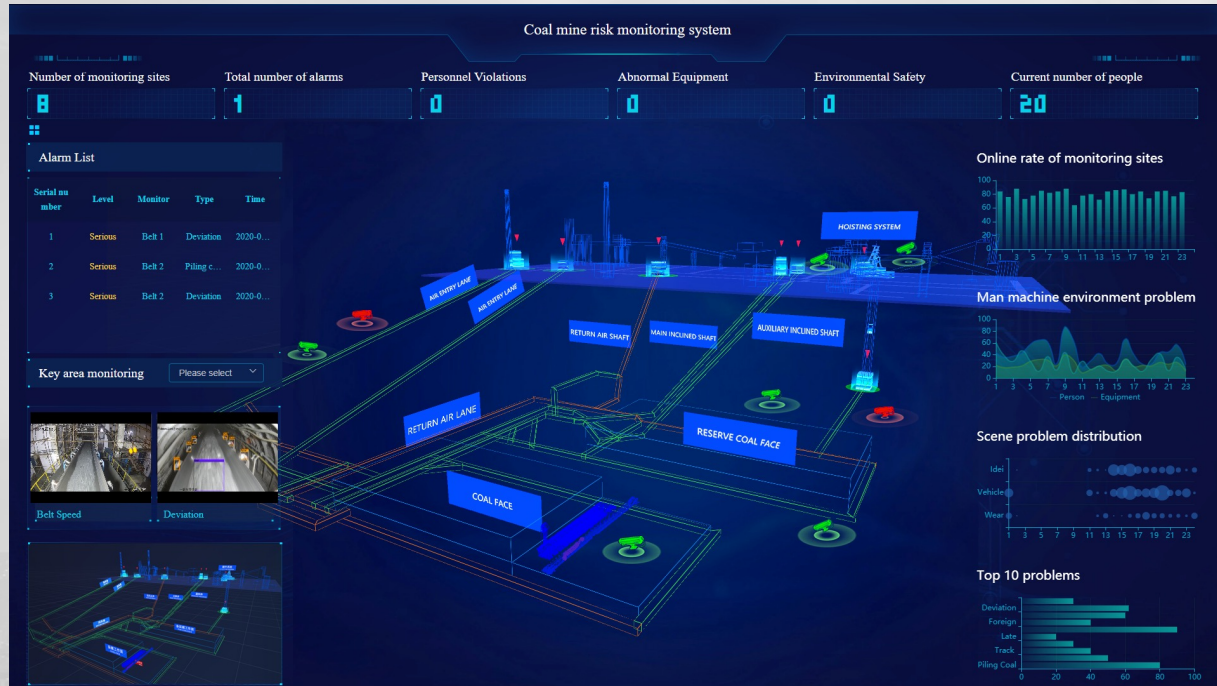 Coal mine risk monitoring system
Number of monitoring sites
Total number of alarms
Personnel Violations
Abnormal Equipment
Environmental Safety
Current number of people
8
1
0
0
0
20
Alarm List
Serial nu
mber
Level
Monitor
Type
Time
1 Serious Belt 1 Deviation 2020-0...
2 Serious Belt 2 Piling c... 2020-0...
3 Serious Belt 2 Deviation 2020-0...
Key area monitoring
Please select
Belt Speed
Deviation
HOISTING SYSTEM
AIR ENTRY LANE
AIR ENTRY LANE
RETURN AIR SHAFT
MAIN INCLINED SHAFT
AUXILIARY INCLINED SHAFT
RETURN AIR LANE
RESERVE COAL FACE
COAL FACE
Online rate of monitoring sites
100
80
60
40
20
0
1 3 5 7 9 11 13 15 17 19 21 23
Man machine environment problem
100
80
60
40
20
0
1 3 5 7 9 11 13 15 17 19 21 23
Person Equipment
Scene problem distribution
Idei
Vehicle
Wear
1 3 5 7 9 11 13 15 17 19 21 23
Top 10 problems
Deviation
Foreign
Late
Track
Piling Coal
0 20 40 60 80 100